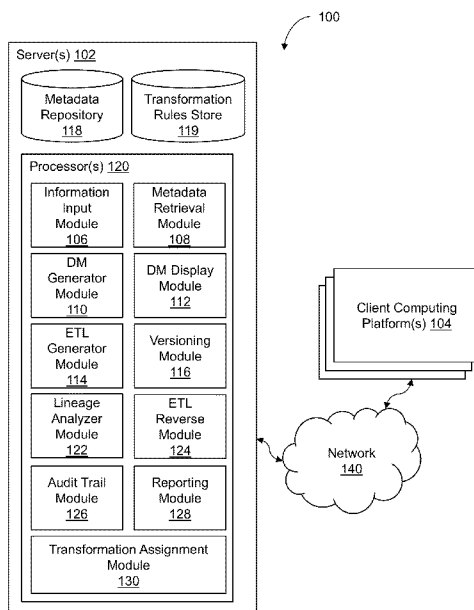 100
Server(s) 102
Metadata
Repository
118
Transformation
Rules Store
119
Processor(s) 120
Information
Input
Module
106
Metadata
Retrieval
Module
108
DM
Generator
Module
110
DM Display
Module
112
ETL
Generator
Module
114
Versioning
Module
116
Lineage
Analyzer
Module
122
ETL
Reverse
Module
124
Audit Trail
Module
126
Reporting
Module
128
Transformation Assignment
Module
130
Client Computing
Platform(s) 104
Network
140